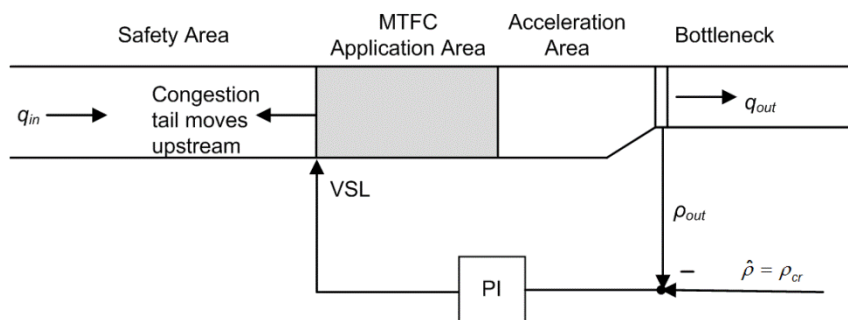 Safety Area
MTFC
Application Area
Acceleration
Area
Bottleneck
q_in
Congestion
tail moves
upstream
q_out
VSL
ρ_out
PI
−
ρ̂ = ρ_cr